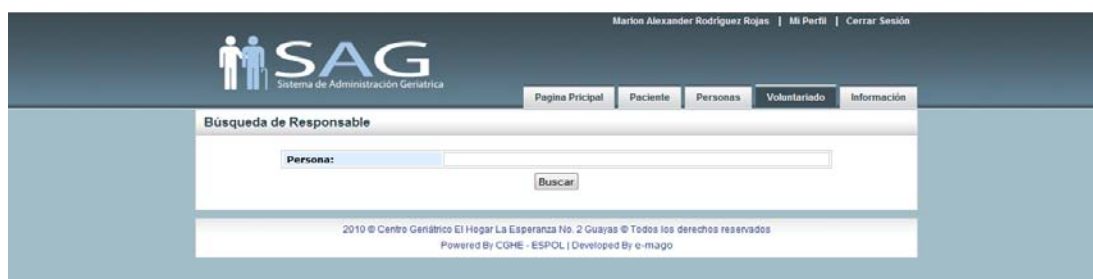 Marlon Alexander Rodríguez Rojas | Mi Perfil | Cerrar Sesión
SAG
Sistema de Administración Geriatrica
Pagina Pricipal Paciente Personas Voluntariado Información
Búsqueda de Responsable
Persona:
Buscar
2010 © Centro Geriátrico El Hogar La Esperanza No. 2 Guayas © Todos los derechos reservados
Powered By CGHE - ESPOL | Developed By e-mago